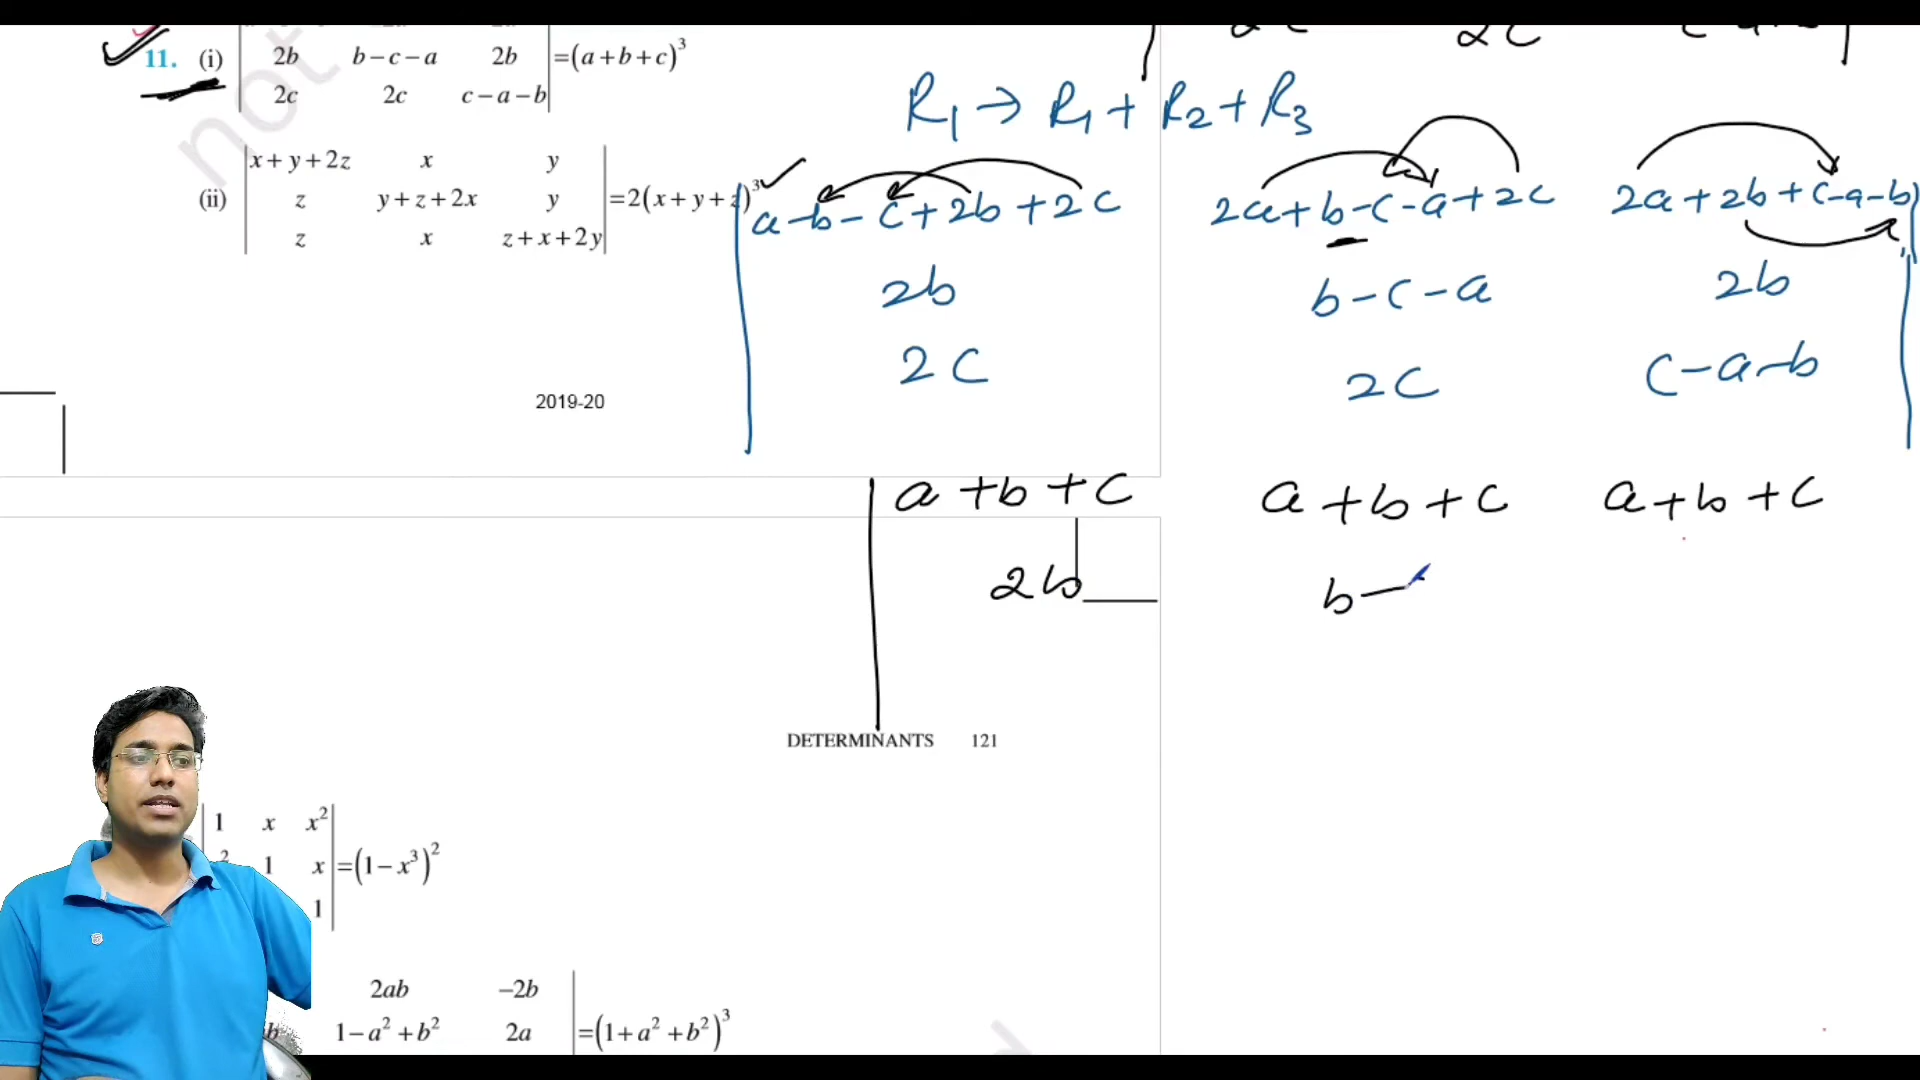 11. (i) 2b b−c−a 2b =(a+b+c)³
2c 2c c−a−b
R₁ → R₁ + R₂ + R₃
(ii) x+y+2z x y
z y+z+2x y =2(x+y+z)³
z x z+x+2y
a−b−c+2b+2c 2a+b−c−a+2c 2a+2b+c−a−b
2b b−c−a 2b
2c 2c c−a−b
2019-20
a+b+c a+b+c a+b+c
2b b−
DETERMINANTS 121
1 x x²
2 1 x =(1−x³)²
1
2ab −2b
b 1−a²+b² 2a =(1+a²+b²)³